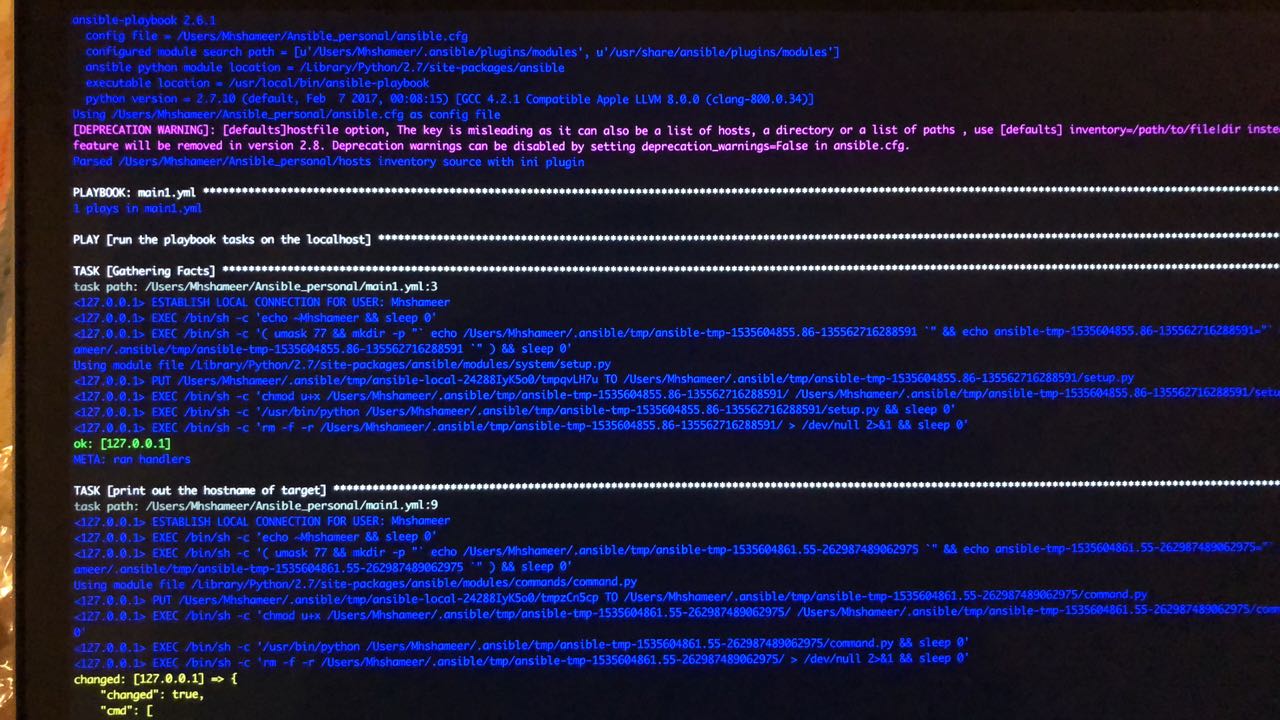 ansible-playbook 2.6.1
config file = /Users/Mhshameer/Ansible_personal/ansible.cfg
configured module search path = [u'/Users/Mhshameer/.ansible/plugins/modules', u'/usr/share/ansible/plugins/modules']
ansible python module location = /Library/Python/2.7/site-packages/ansible
executable location = /usr/local/bin/ansible-playbook
python version = 2.7.10 (default, Feb  7 2017, 00:08:15) [GCC 4.2.1 Compatible Apple LLVM 8.0.0 (clang-800.0.34)]
Using /Users/Mhshameer/Ansible_personal/ansible.cfg as config file
[DEPRECATION WARNING]: [defaults]hostfile option, The key is misleading as it can also be a list of hosts, a directory or a list of paths , use [defaults] inventory=/path/to/file|dir inste
feature will be removed in version 2.8. Deprecation warnings can be disabled by setting deprecation_warnings=False in ansible.cfg.
Parsed /Users/Mhshameer/Ansible_personal/hosts inventory source with ini plugin
PLAYBOOK: main1.yml ****************************************************************
1 plays in main1.yml
PLAY [run the playbook tasks on the localhost] ****************************************************************
TASK [Gathering Facts] ****************************************************************
task path: /Users/Mhshameer/Ansible_personal/main1.yml:3
<127.0.0.1> ESTABLISH LOCAL CONNECTION FOR USER: Mhshameer
<127.0.0.1> EXEC /bin/sh -c 'echo ~Mhshameer && sleep 0'
<127.0.0.1> EXEC /bin/sh -c '( umask 77 && mkdir -p "` echo /Users/Mhshameer/.ansible/tmp/ansible-tmp-1535604855.86-135562716288591 `" && echo ansible-tmp-1535604855.86-135562716288591="`
ameer/.ansible/tmp/ansible-tmp-1535604855.86-135562716288591 `" ) && sleep 0'
Using module file /Library/Python/2.7/site-packages/ansible/modules/system/setup.py
<127.0.0.1> PUT /Users/Mhshameer/.ansible/tmp/ansible-local-24288IyK5o0/tmpqvLH7u TO /Users/Mhshameer/.ansible/tmp/ansible-tmp-1535604855.86-135562716288591/setup.py
<127.0.0.1> EXEC /bin/sh -c 'chmod u+x /Users/Mhshameer/.ansible/tmp/ansible-tmp-1535604855.86-135562716288591/ /Users/Mhshameer/.ansible/tmp/ansible-tmp-1535604855.86-135562716288591/setu
<127.0.0.1> EXEC /bin/sh -c '/usr/bin/python /Users/Mhshameer/.ansible/tmp/ansible-tmp-1535604855.86-135562716288591/setup.py && sleep 0'
<127.0.0.1> EXEC /bin/sh -c 'rm -f -r /Users/Mhshameer/.ansible/tmp/ansible-tmp-1535604855.86-135562716288591/ > /dev/null 2>&1 && sleep 0'
ok: [127.0.0.1]
META: ran handlers
TASK [print out the hostname of target] ****************************************************************
task path: /Users/Mhshameer/Ansible_personal/main1.yml:9
<127.0.0.1> ESTABLISH LOCAL CONNECTION FOR USER: Mhshameer
<127.0.0.1> EXEC /bin/sh -c 'echo ~Mhshameer && sleep 0'
<127.0.0.1> EXEC /bin/sh -c '( umask 77 && mkdir -p "` echo /Users/Mhshameer/.ansible/tmp/ansible-tmp-1535604861.55-262987489062975 `" && echo ansible-tmp-1535604861.55-262987489062975="`
ameer/.ansible/tmp/ansible-tmp-1535604861.55-262987489062975 `" ) && sleep 0'
Using module file /Library/Python/2.7/site-packages/ansible/modules/commands/command.py
<127.0.0.1> PUT /Users/Mhshameer/.ansible/tmp/ansible-local-24288IyK5o0/tmpzCn5cp TO /Users/Mhshameer/.ansible/tmp/ansible-tmp-1535604861.55-262987489062975/command.py
<127.0.0.1> EXEC /bin/sh -c 'chmod u+x /Users/Mhshameer/.ansible/tmp/ansible-tmp-1535604861.55-262987489062975/ /Users/Mhshameer/.ansible/tmp/ansible-tmp-1535604861.55-262987489062975/com
0'
<127.0.0.1> EXEC /bin/sh -c '/usr/bin/python /Users/Mhshameer/.ansible/tmp/ansible-tmp-1535604861.55-262987489062975/command.py && sleep 0'
<127.0.0.1> EXEC /bin/sh -c 'rm -f -r /Users/Mhshameer/.ansible/tmp/ansible-tmp-1535604861.55-262987489062975/ > /dev/null 2>&1 && sleep 0'
changed: [127.0.0.1] => {
"changed": true,
"cmd": [